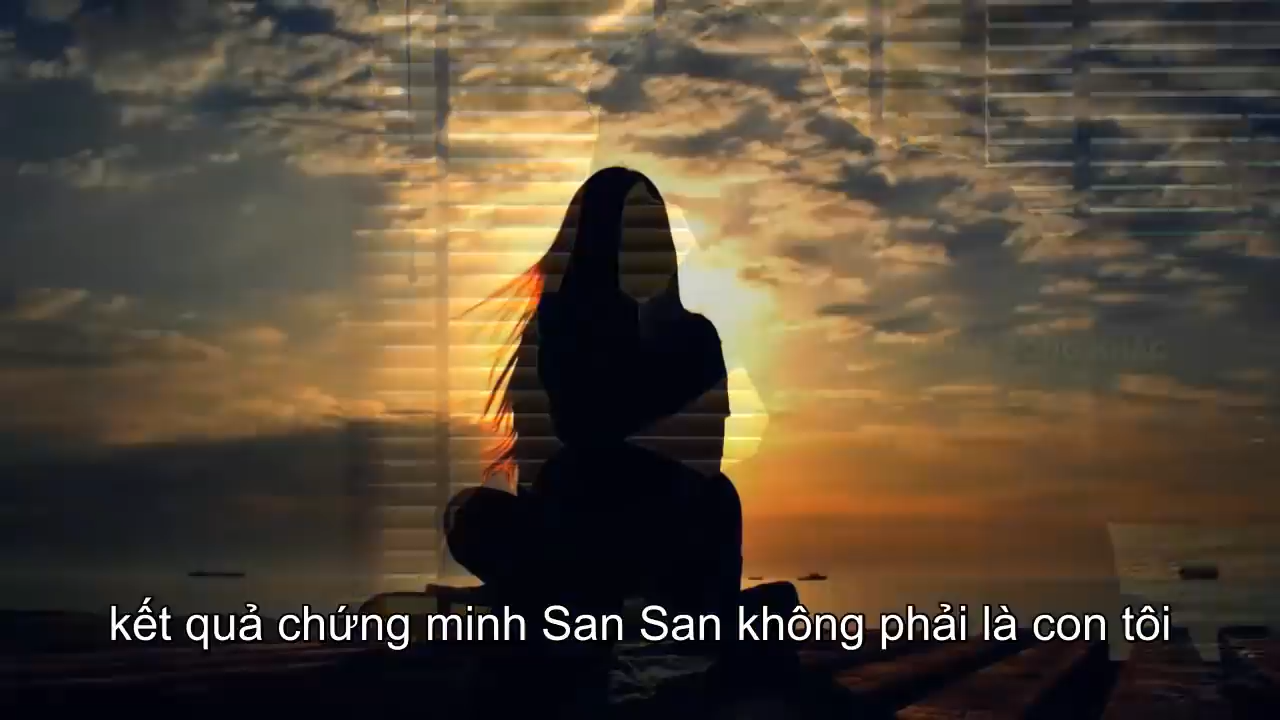 kết quả chứng minh San San không phải là con tôi